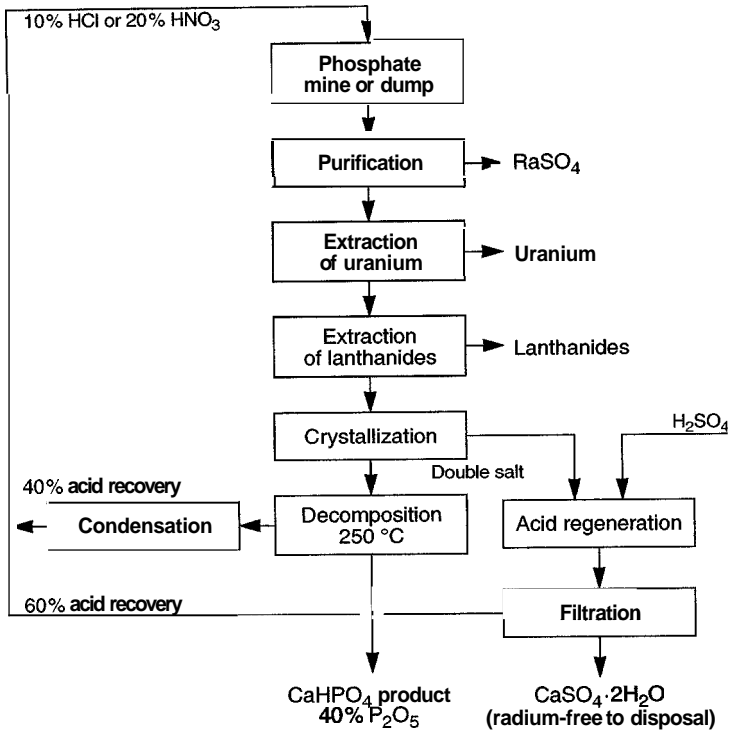 10% HCl or 20% HNO3
Phosphate
mine or dump
Purification
RaSO4
Extraction
of uranium
Uranium
Extraction
of lanthanides
Lanthanides
Crystallization
H2SO4
Double salt
40% acid recovery
Condensation
Decomposition
250 °C
Acid regeneration
60% acid recovery
Filtration
CaHPO4 product
40% P2O5
CaSO4·2H2O
(radium-free to disposal)